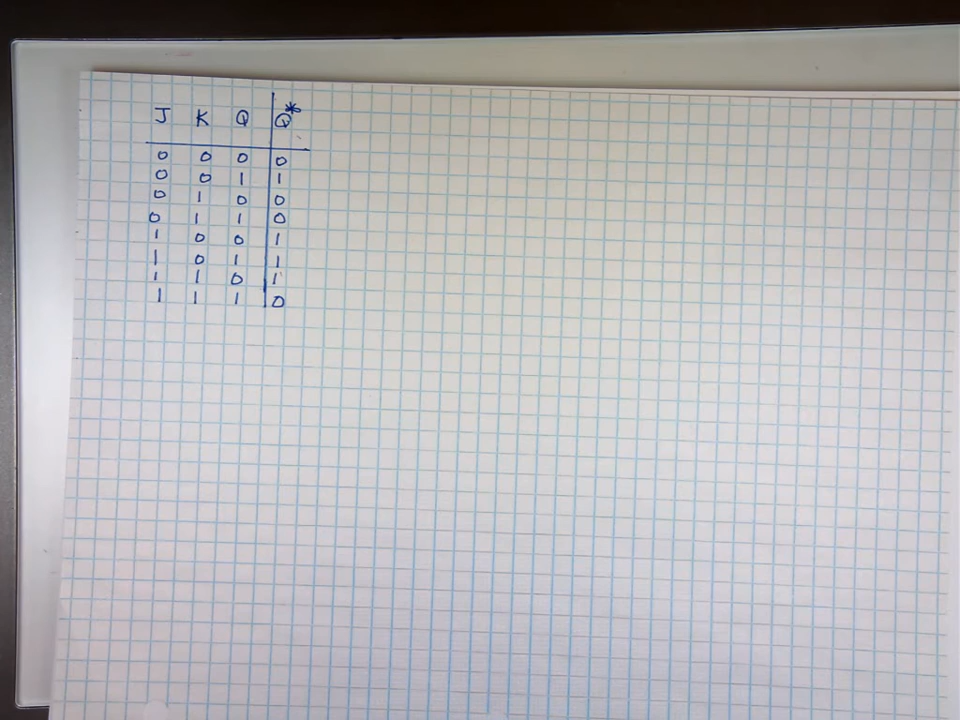 J K Q Q*
0 0 0 0
0 0 1 1
0 1 0 0
0 1 1 0
1 0 0 1
1 0 1 1
1 1 0 1
1 1 1 0